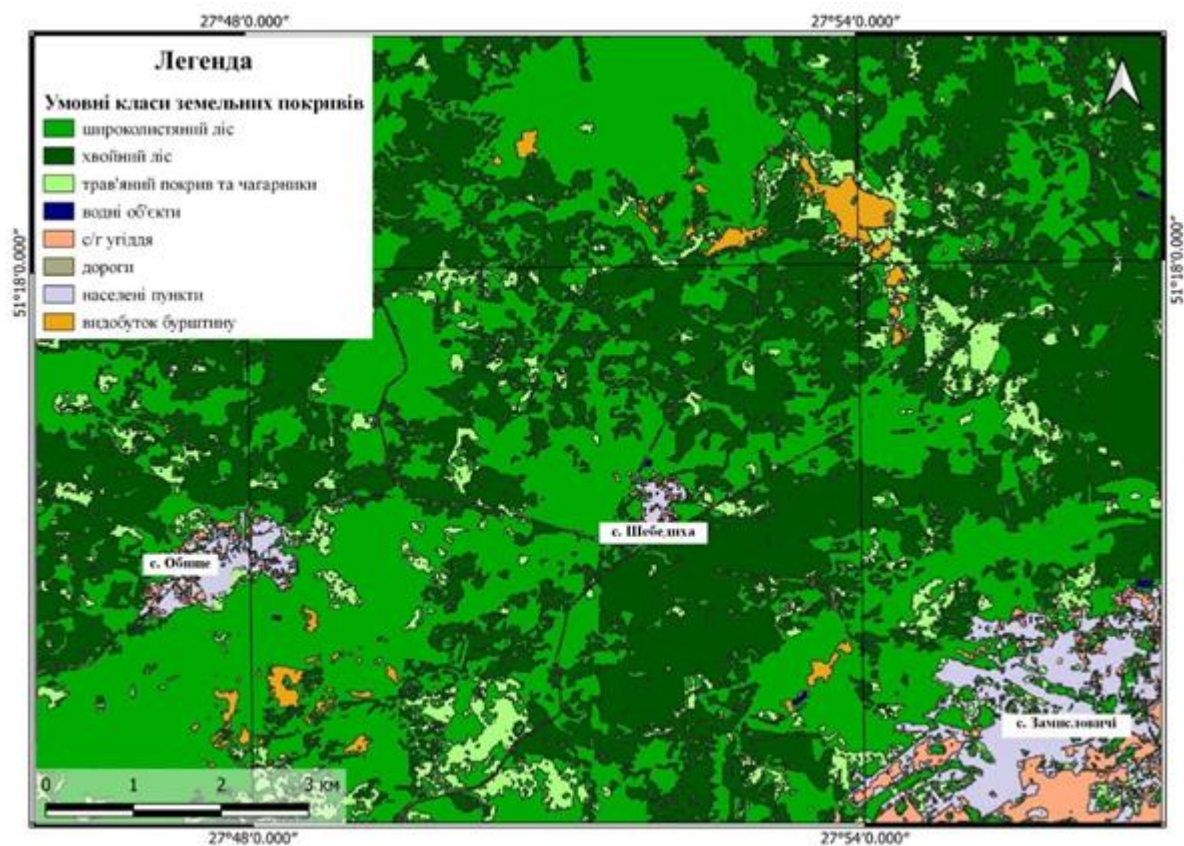 27°48'0.000"
27°54'0.000"
Легенда
Умовні класи земельних покривів
широколистяний ліс
хвойний ліс
трав'яний покрив та чагарники
водні об'єкти
с/г угіддя
дороги
населені пункти
видобуток бурштину
51°18'0.000"
51°18'0.000"
с. Шебедиха
с. Обище
с. Замисловичі
0 1 2 3 км
27°48'0.000"
27°54'0.000"